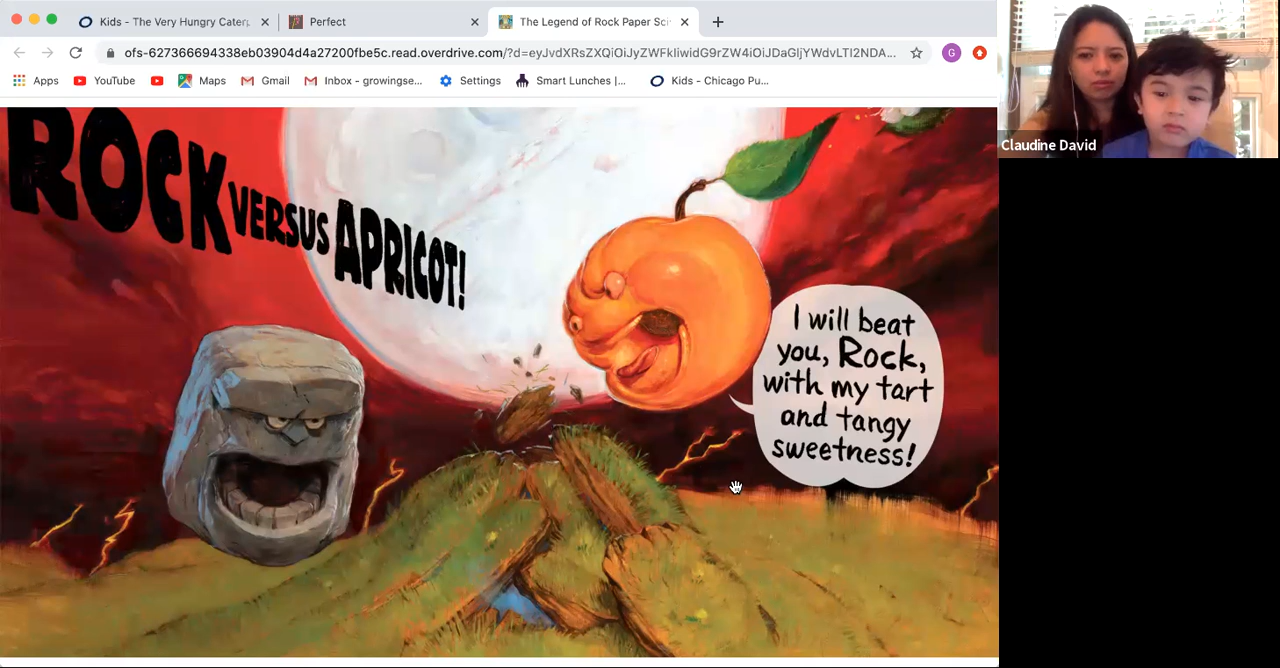 Kids - The Very Hungry Caterp
Perfect
The Legend of Rock Paper Sci
ofs-627366694338eb03904d4a27200fbe5c.read.overdrive.com/?d=eyJvdXRsZXQiOiJyZWFkIiwidG9rZW4iOiJDaGljYWdvLTI2NDA...
G
Apps
YouTube
Maps
Gmail
Inbox - growingse...
Settings
Smart Lunches |...
Kids - Chicago Pu...
Claudine David
ROCK VERSUS APRICOT!
I will beat
you, Rock,
with my tart
and tangy
sweetness!